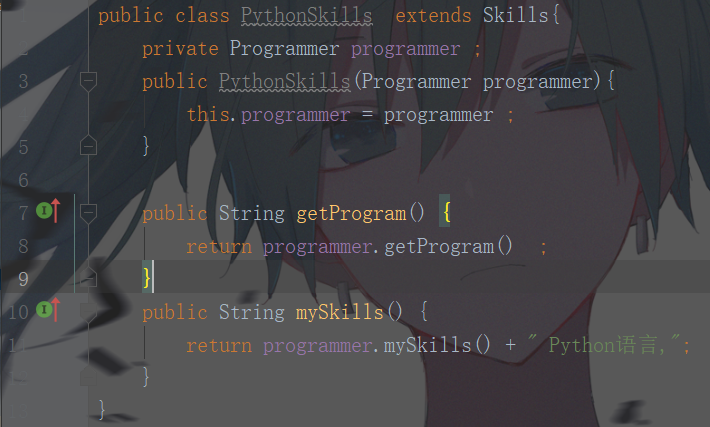 public class PythonSkills  extends Skills{
    private Programmer programmer ;
3    public PythonSkills(Programmer programmer){
        this.programmer = programmer ;
5    }
6
7    public String getProgram() {
8        return programmer.getProgram()  ;
9    }
10    public String mySkills() {
        return programmer.mySkills() + " Python语言,";
    }
}